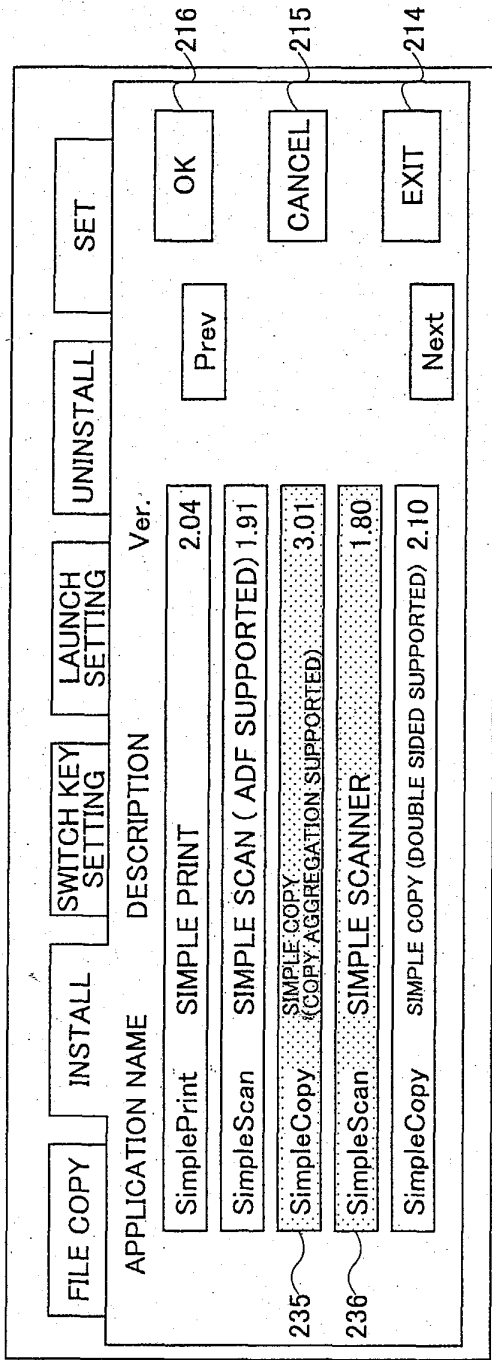 FILE COPY
INSTALL
SWITCH KEY
SETTING
LAUNCH
SETTING
UNINSTALL
SET
APPLICATION NAME DESCRIPTION Ver.
SimplePrint SIMPLE PRINT 2.04
SimpleScan SIMPLE SCAN ( ADF SUPPORTED) 1.91
SimpleCopy SIMPLE COPY
(COPY AGGREGATION SUPPORTED) 3.01
SimpleScan SIMPLE SCANNER 1.80
SimpleCopy SIMPLE COPY (DOUBLE SIDED SUPPORTED) 2.10
Prev
Next
OK
CANCEL
EXIT
216
215
214
235
236